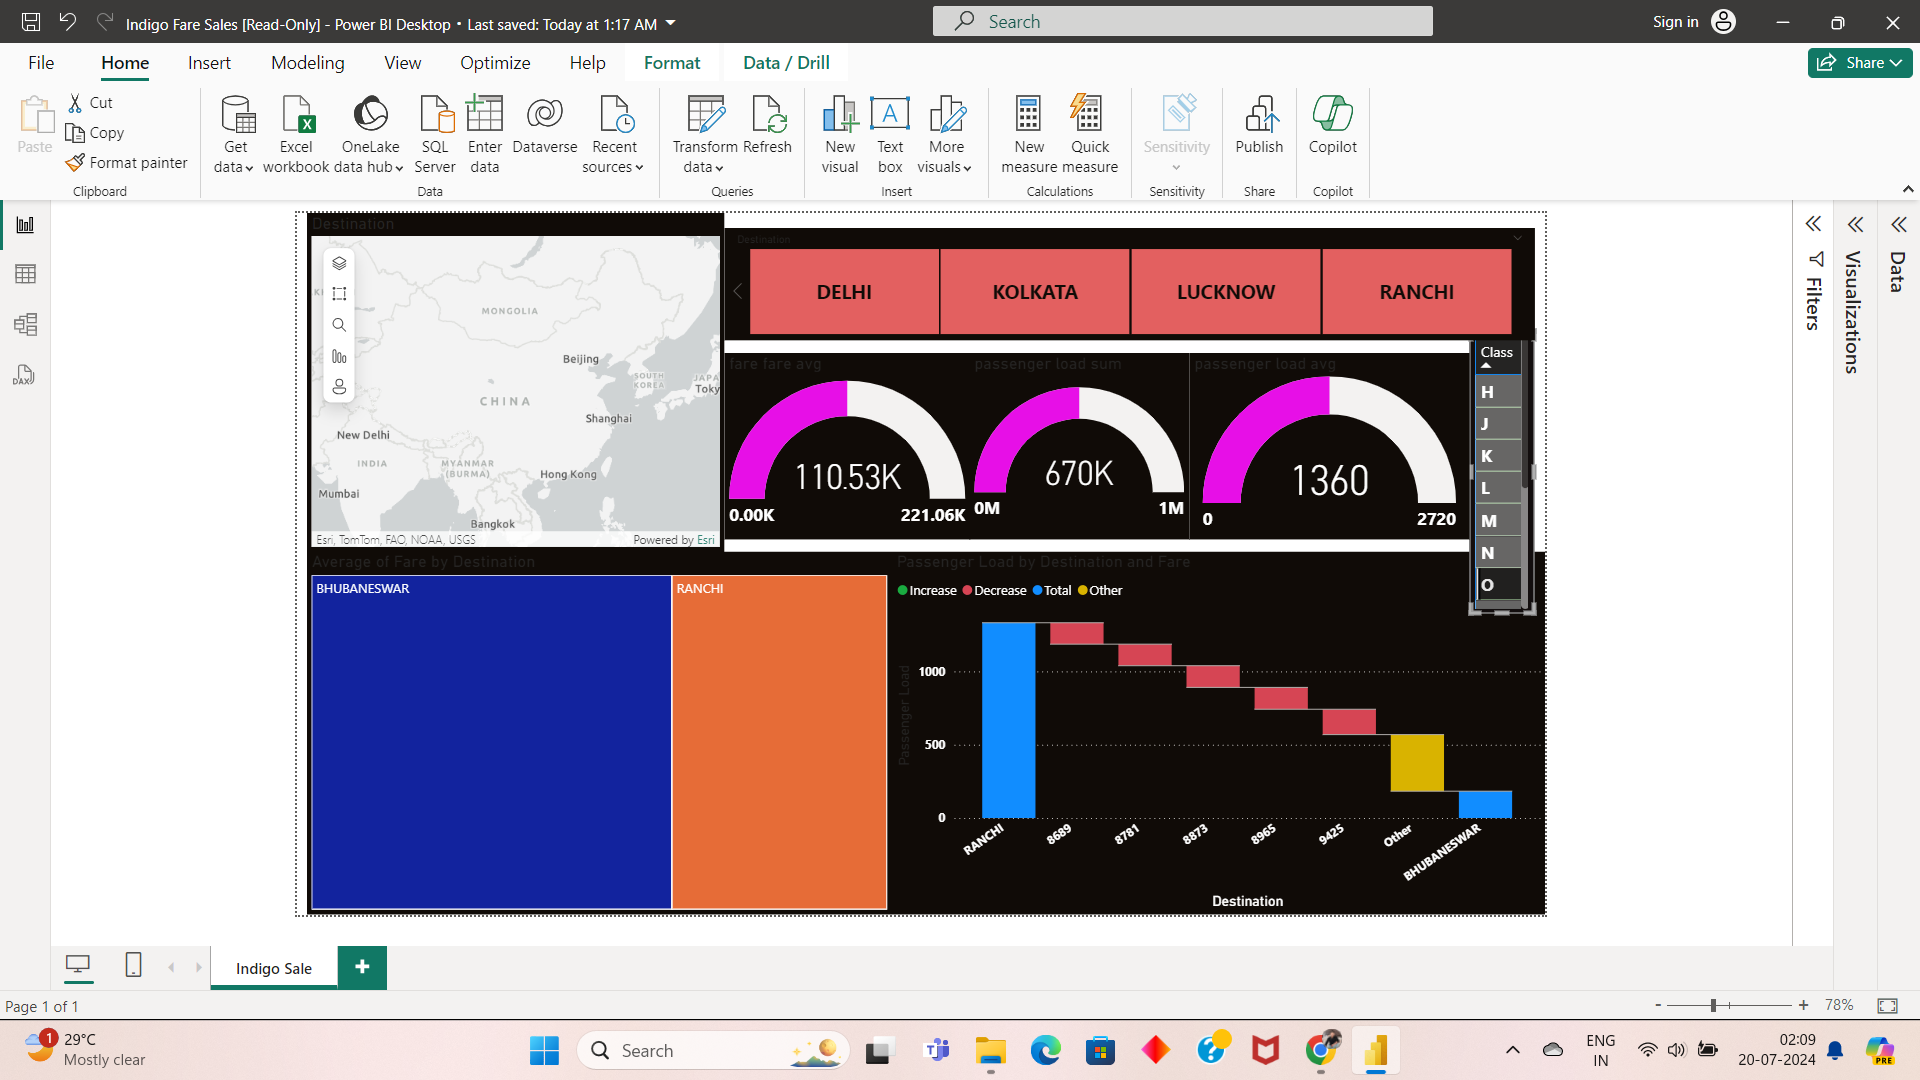 Indigo Fare Sales [Read-Only] - Power BI Desktop • Last saved: Today at 1:17 AM
Search
Sign in
File
Home
Insert
Modeling
View
Optimize
Help
Format
Data / Drill
Share
Paste
Cut
Copy
Format painter
Clipboard
Get data
Excel workbook
OneLake data hub
SQL Server
Enter data
Dataverse
Recent sources
Data
Transform data
Refresh
Queries
New visual
Text box
More visuals
Insert
New measure
Quick measure
Calculations
Sensitivity
Sensitivity
Publish
Share
Copilot
Copilot
Destination
MONGOLIA
Beijing
SOUTH KOREA
JAPA
Toky
CHINA
Shanghai
New Delhi
INDIA
MYANMAR (BURMA)
Hong Kong
Mumbai
Bangkok
Esri, TomTom, FAO, NOAA, USGS
Powered by Esri
Destination
DELHI
KOLKATA
LUCKNOW
RANCHI
fare fare avg
110.53K
0.00K
221.06K
passenger load sum
670K
0M
1M
passenger load avg
1360
0
2720
Class
H
J
K
L
M
N
O
Average of Fare by Destination
BHUBANESWAR
RANCHI
Passenger Load by Destination and Fare
Increase
Decrease
Total
Other
Passenger Load
1000
500
0
RANCHI
8689
8781
8873
8965
9425
Other
BHUBANESWAR
Destination
Filters
Visualizations
Data
DAX
Indigo Sale
+
Page 1 of 1
- + 78%
1
29°C
Mostly clear
Search
ENG
IN
02:09
20-07-2024
PRE